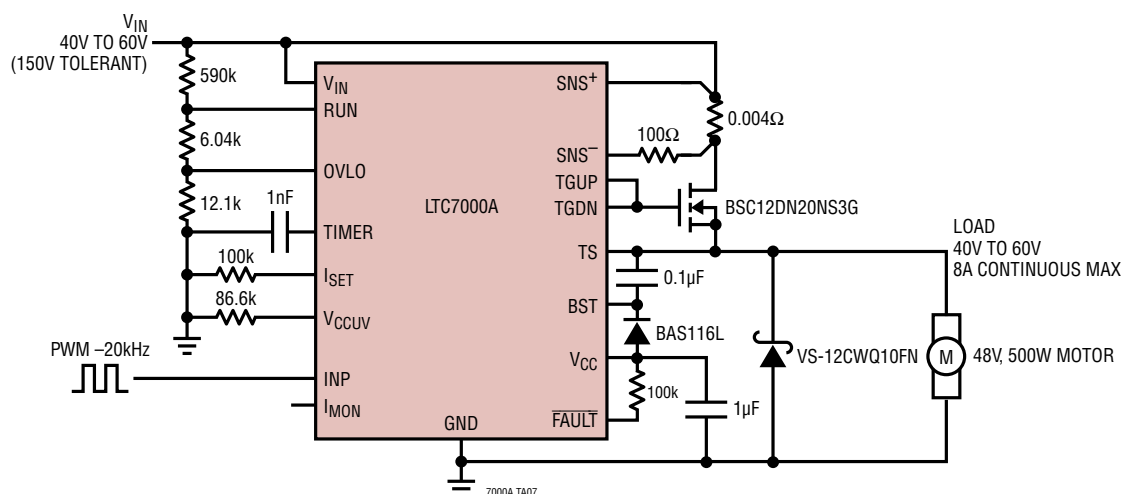 VIN
40V TO 60V
(150V TOLERANT)
590k
6.04k
12.1k
1nF
100k
86.6k
PWM –20kHz
VIN
RUN
OVLO
TIMER
ISET
VCCUV
INP
IMON
LTC7000A
GND
SNS+
SNS–
TGUP
TGDN
TS
BST
VCC
FAULT
0.004Ω
100Ω
BSC12DN20NS3G
0.1µF
BAS116L
100k
1µF
VS-12CWQ10FN
LOAD
40V TO 60V
8A CONTINUOUS MAX
M
48V, 500W MOTOR
7000A TA07